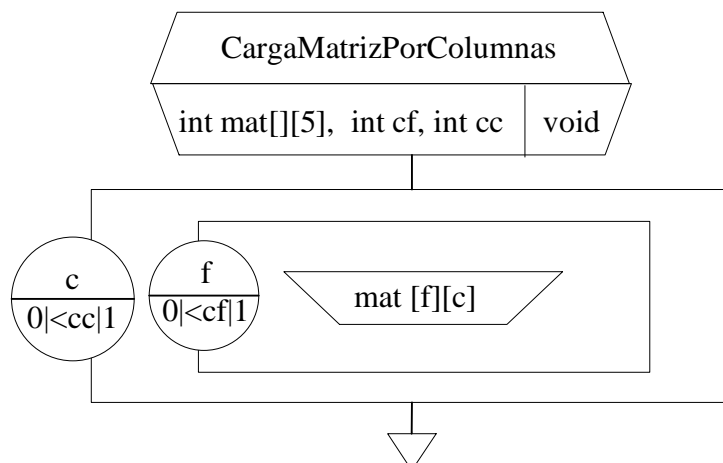 CargaMatrizPorColumnas
int mat[][5], int cf, int cc
void
c
0|<cc|1
f
0|<cf|1
mat [f][c]